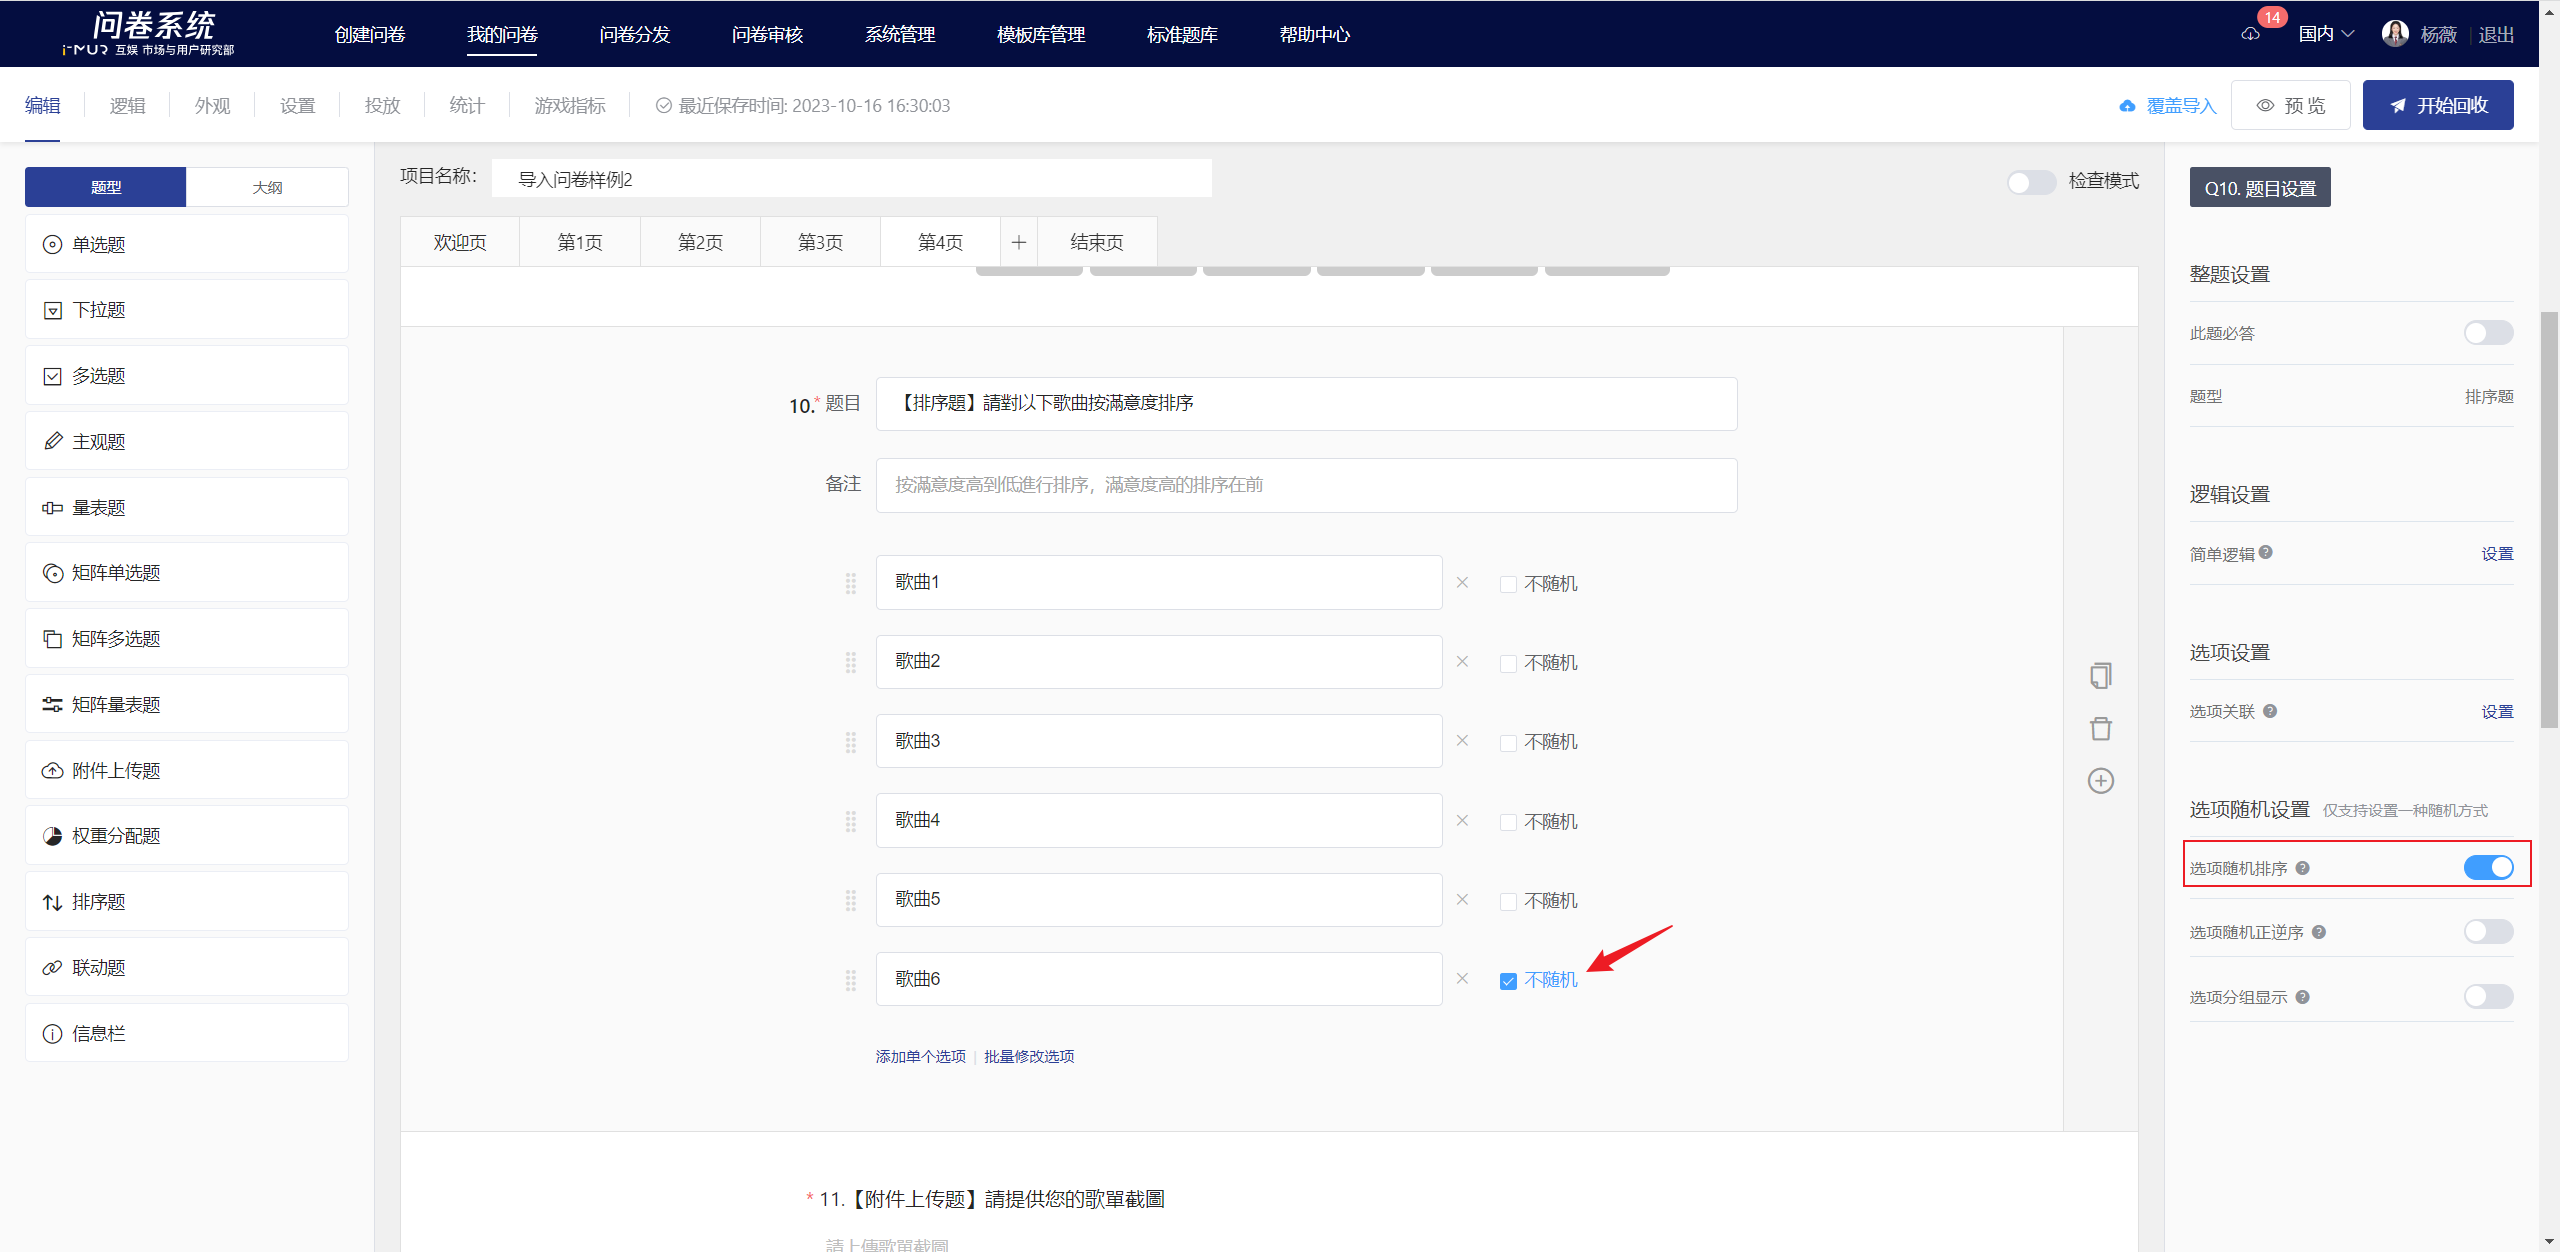 问卷系统
i-MUR 互娱 市场与用户研究部
创建问卷 我的问卷 问卷分发 问卷审核 系统管理 模板库管理 标准题库 帮助中心
14
国内 杨薇 退出
编辑 逻辑 外观 设置 投放 统计 游戏指标 最近保存时间: 2023-10-16 16:30:03
覆盖导入 预 览 开始回收
题型 大纲
单选题
下拉题
多选题
主观题
量表题
矩阵单选题
矩阵多选题
矩阵量表题
附件上传题
权重分配题
排序题
联动题
信息栏
项目名称: 导入问卷样例2
检查模式
欢迎页 第1页 第2页 第3页 第4页 + 结束页
10.* 题目 【排序題】請對以下歌曲按滿意度排序
备注 按滿意度高到低進行排序，滿意度高的排序在前
歌曲1 × 不随机
歌曲2 × 不随机
歌曲3 × 不随机
歌曲4 × 不随机
歌曲5 × 不随机
歌曲6 × 不随机
添加单个选项 | 批量修改选项
* 11.【附件上传题】請提供您的歌單截圖
請上傳歌單截圖
Q10. 题目设置
整题设置
此题必答
题型 排序题
逻辑设置
简单逻辑 ? 设置
选项设置
选项关联 ? 设置
选项随机设置 仅支持设置一种随机方式
选项随机排序 ?
选项随机正逆序 ?
选项分组显示 ?